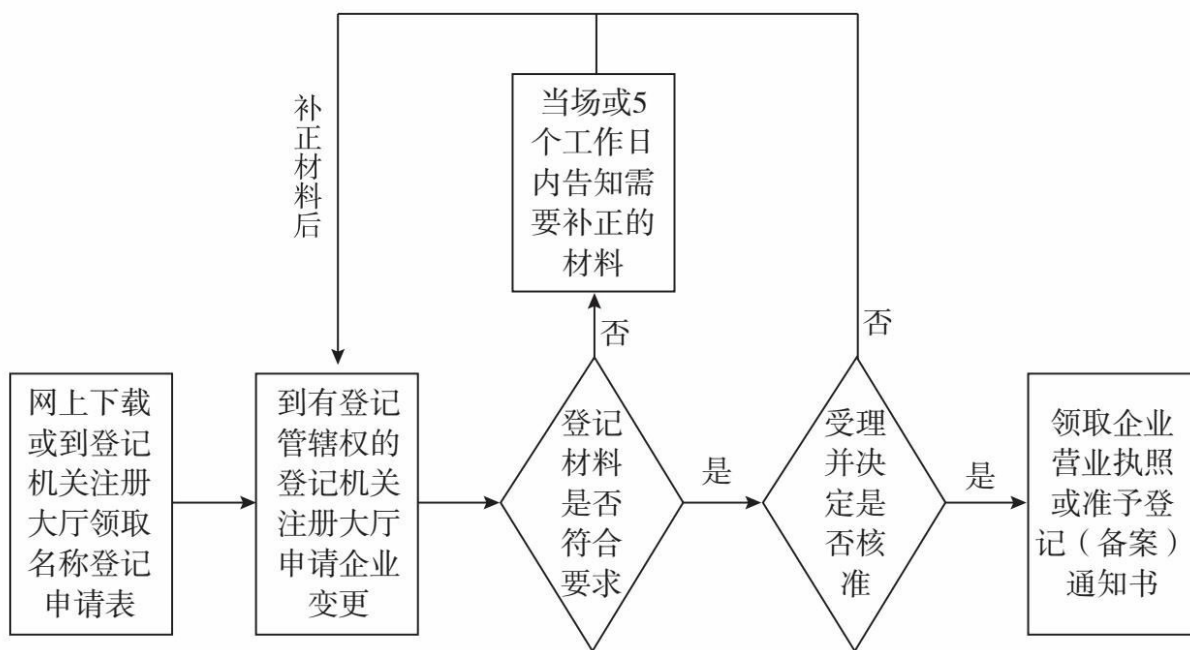 补正材料后
当场或5
个工作日
内告知需
要补正的
材料
否
否
网上下载
或到登记
机关注册
大厅领取
名称登记
申请表
到有登记
管辖权的
登记机关
注册大厅
申请企业
变更
登记
材料
是否
符合
要求
是
受理
并决
定是
否核
准
是
领取企业
营业执照
或准予登
记（备案）
通知书